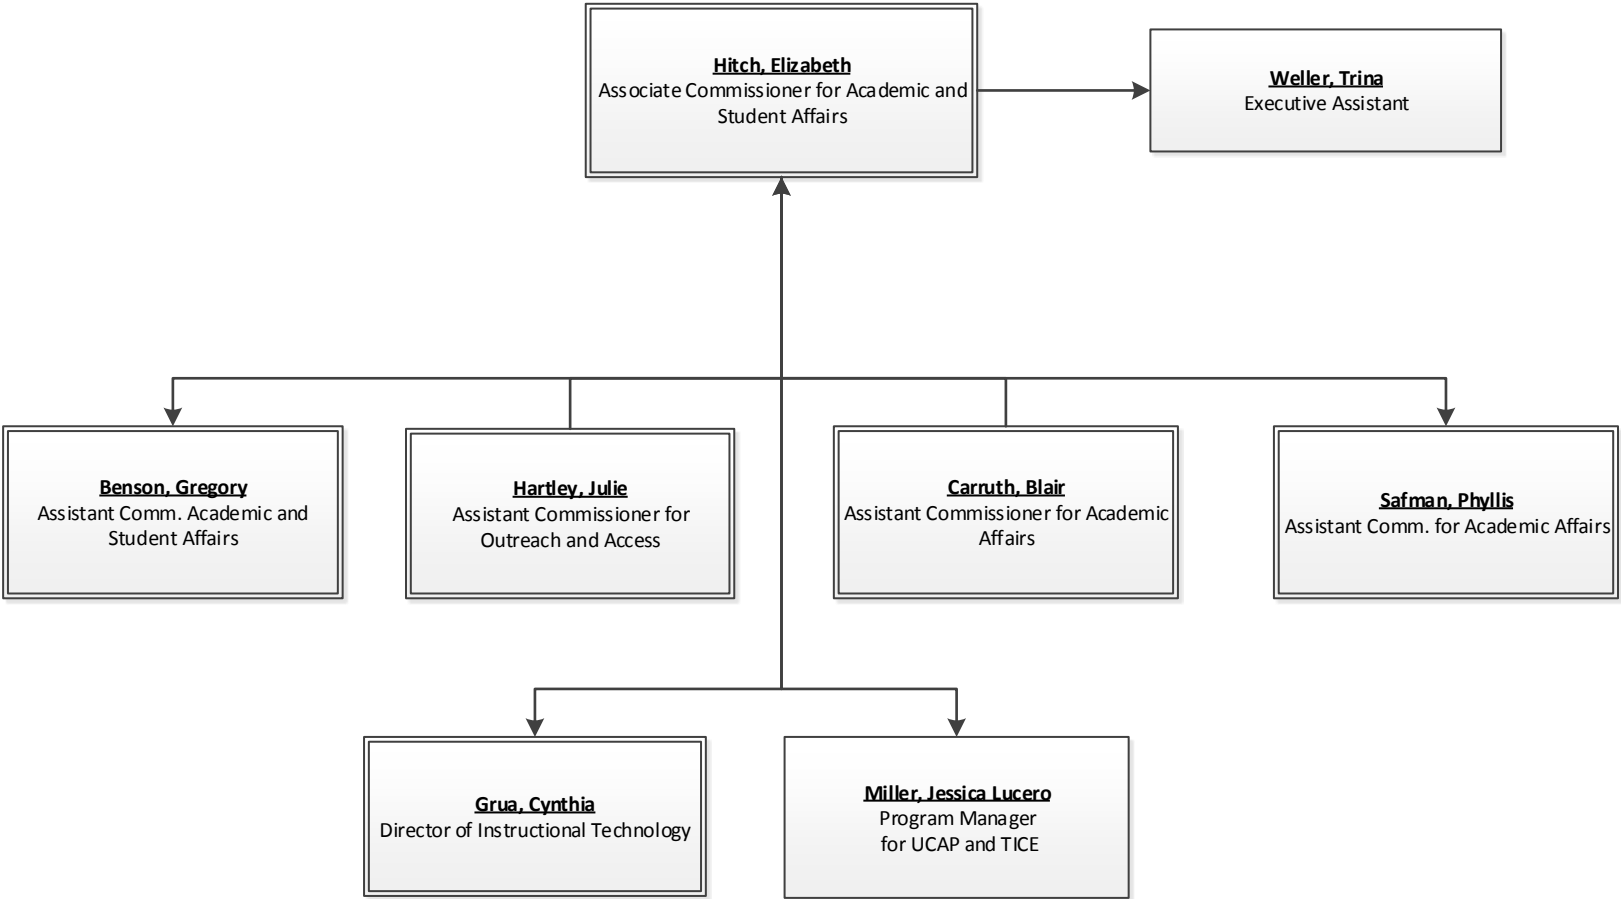 Hitch, Elizabeth
Associate Commissioner for Academic and
Student Affairs
Weller, Trina
Executive Assistant
Benson, Gregory
Assistant Comm. Academic and
Student Affairs
Hartley, Julie
Assistant Commissioner for
Outreach and Access
Carruth, Blair
Assistant Commissioner for Academic
Affairs
Safman, Phyllis
Assistant Comm. for Academic Affairs
Grua, Cynthia
Director of Instructional Technology
Miller, Jessica Lucero
Program Manager
for UCAP and TICE